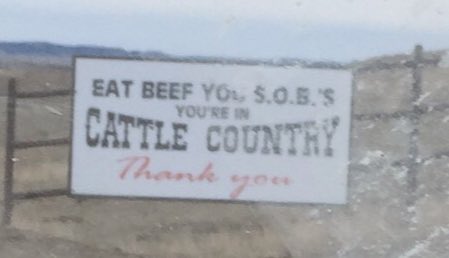 EAT BEEF YOU S.O.B.'S
YOU'RE IN
CATTLE COUNTRY
Thank you